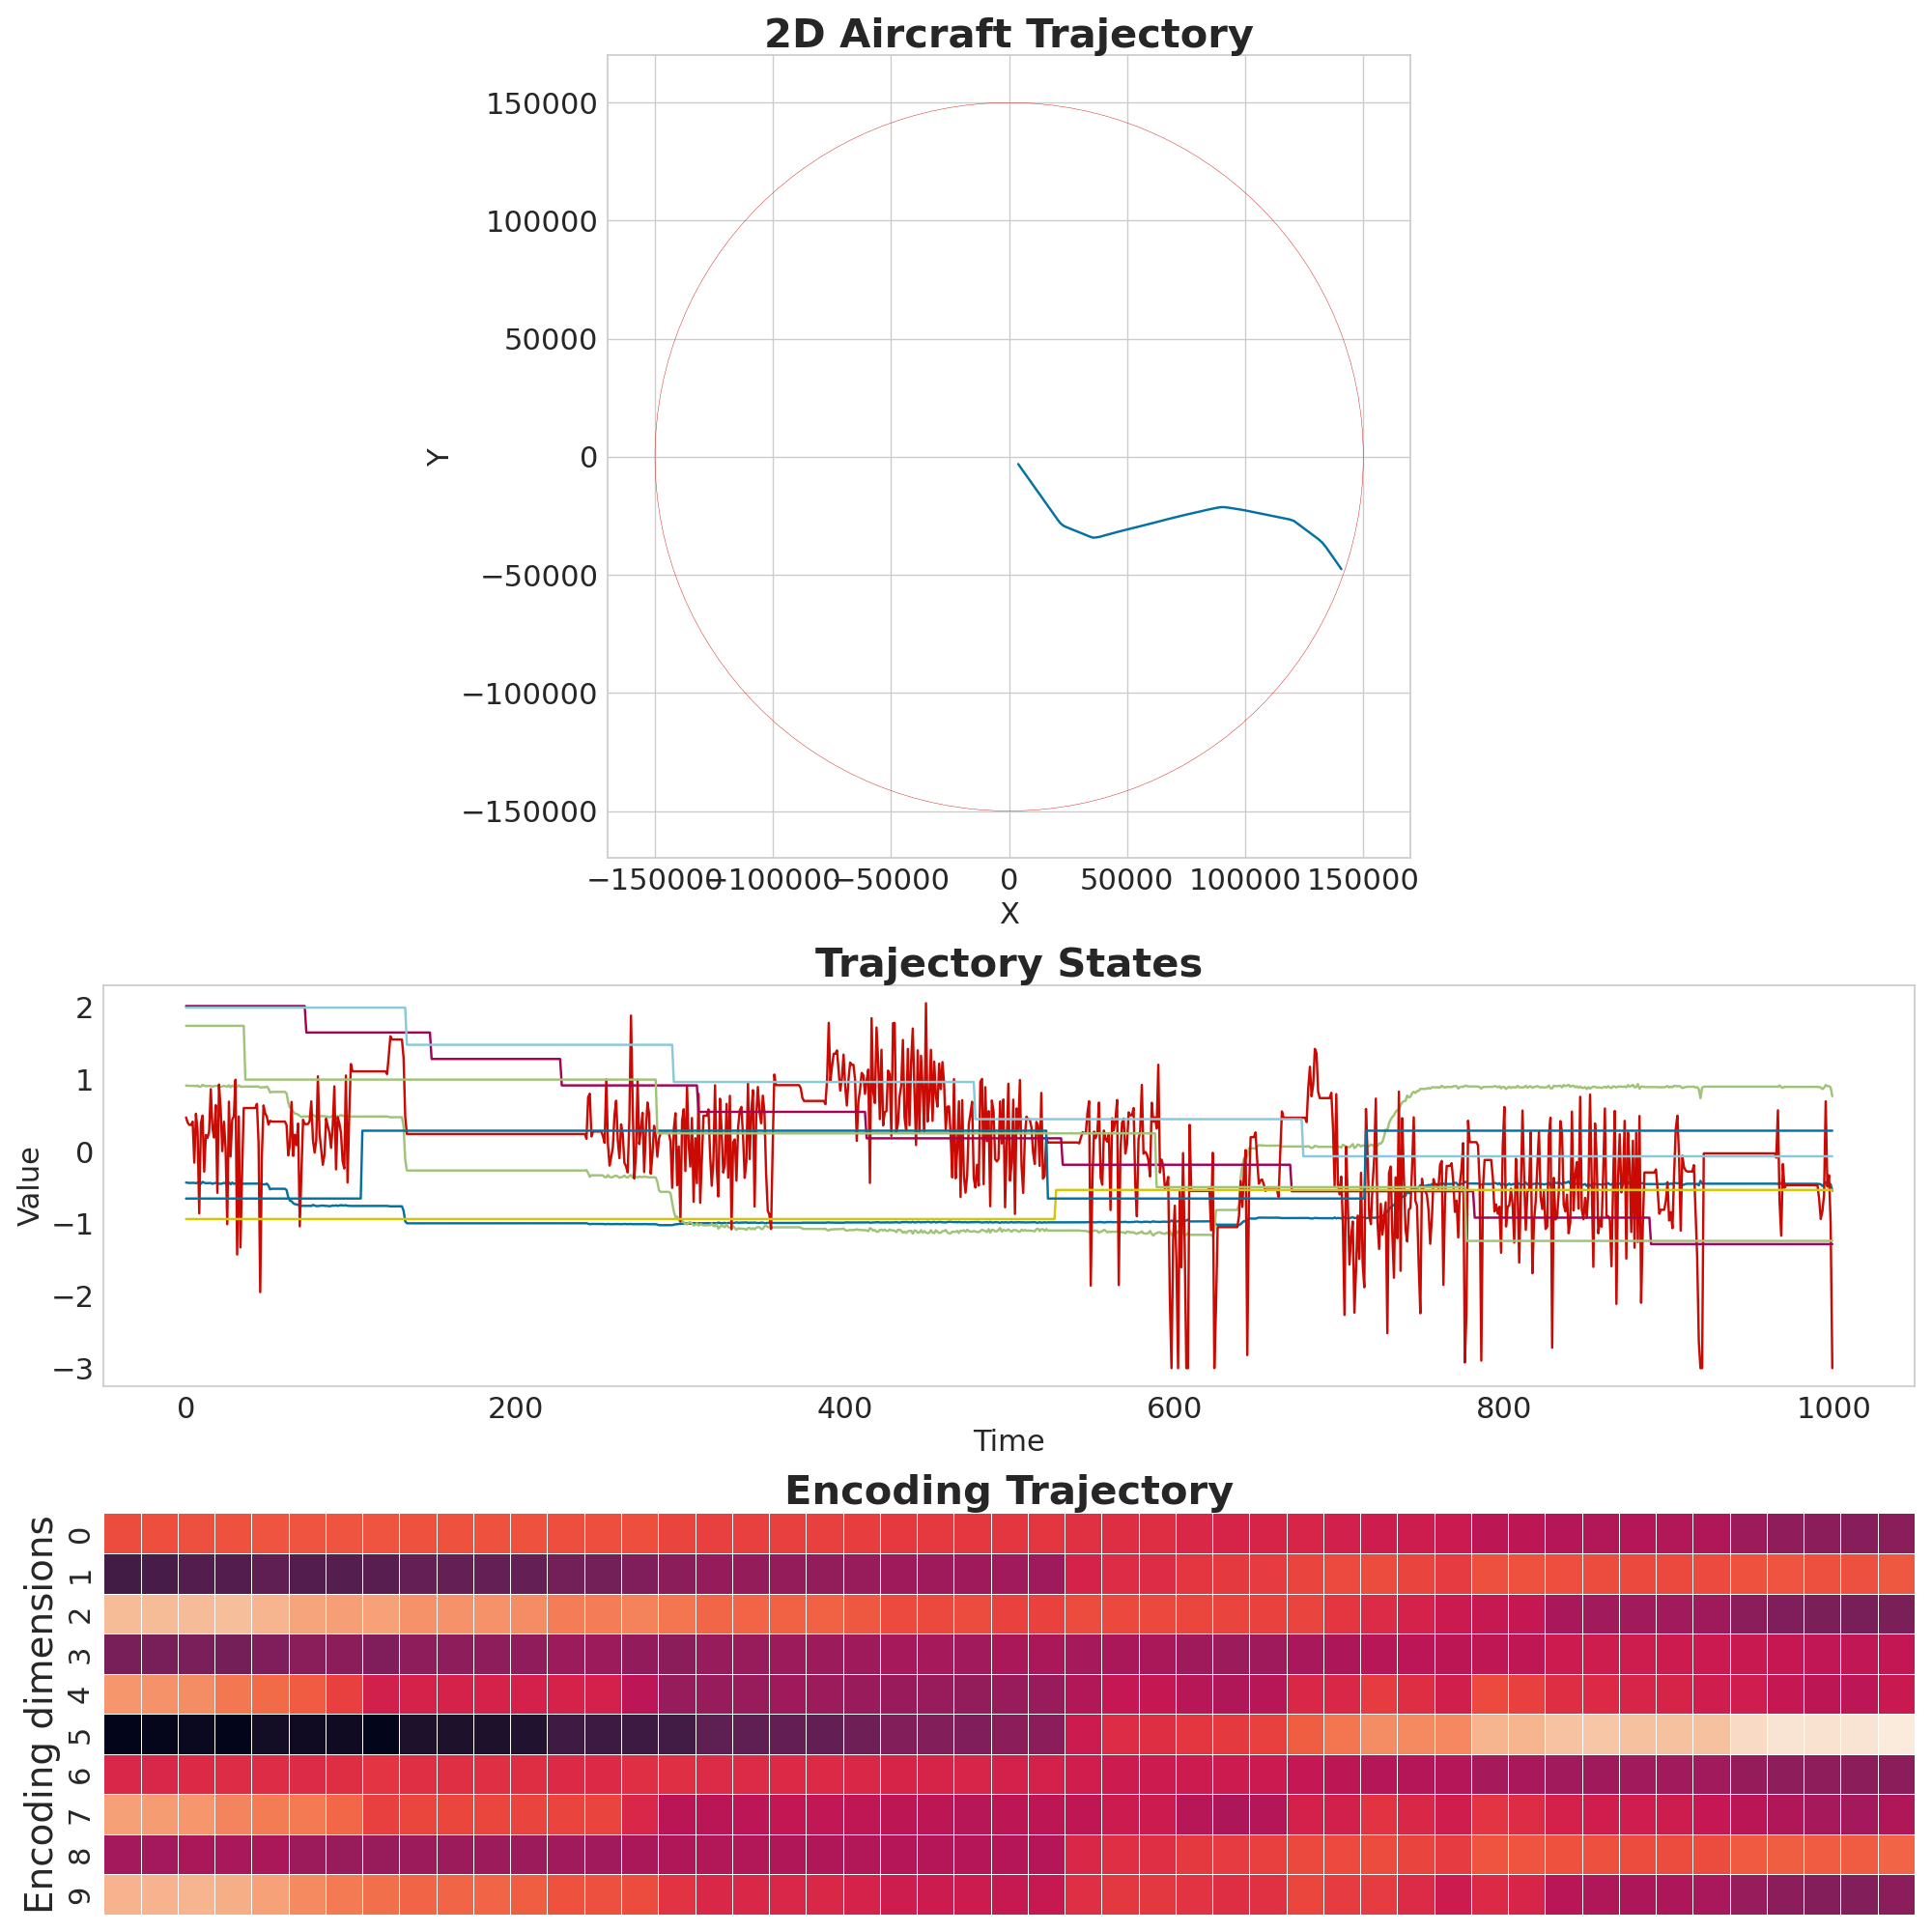 2D Aircraft Trajectory
150000
100000
50000
0
−50000
−100000
−150000
Y
−150000 −100000 −50000 0 50000 100000 150000
X
Trajectory States
2
1
0
−1
−2
−3
Value
0 200 400 600 800 1000
Time
Encoding Trajectory
Encoding dimensions
0
1
2
3
4
5
6
7
8
9